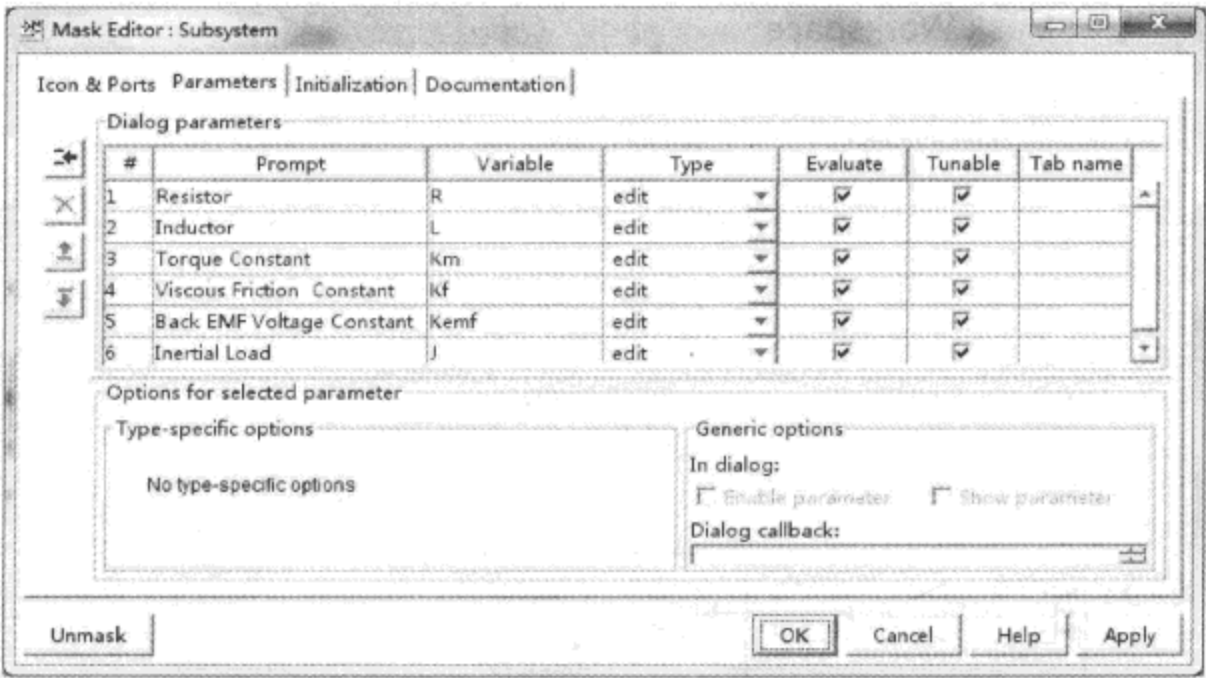 Mask Editor : Subsystem
Icon & Ports Parameters Initialization Documentation
Dialog parameters
# Prompt Variable Type Evaluate Tunable Tab name
1 Resistor R edit
2 Inductor L edit
3 Torque Constant Km edit
4 Viscous Friction Constant Kf edit
5 Back EMF Voltage Constant Kemf edit
6 Inertial Load J edit
Options for selected parameter
Type-specific options
No type-specific options
Generic options
In dialog:
Enable parameter Show parameter
Dialog callback:
Unmask OK Cancel Help Apply